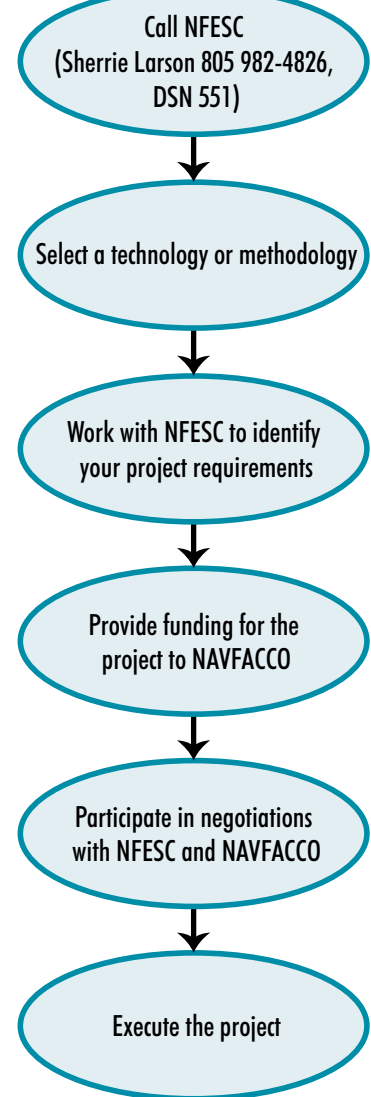 Call NFESC
(Sherrie Larson 805 982-4826,
DSN 551)
Select a technology or methodology
Work with NFESC to identify
your project requirements
Provide funding for the
project to NAVFACCO
Participate in negotiations
with NFESC and NAVFACCO
Execute the project